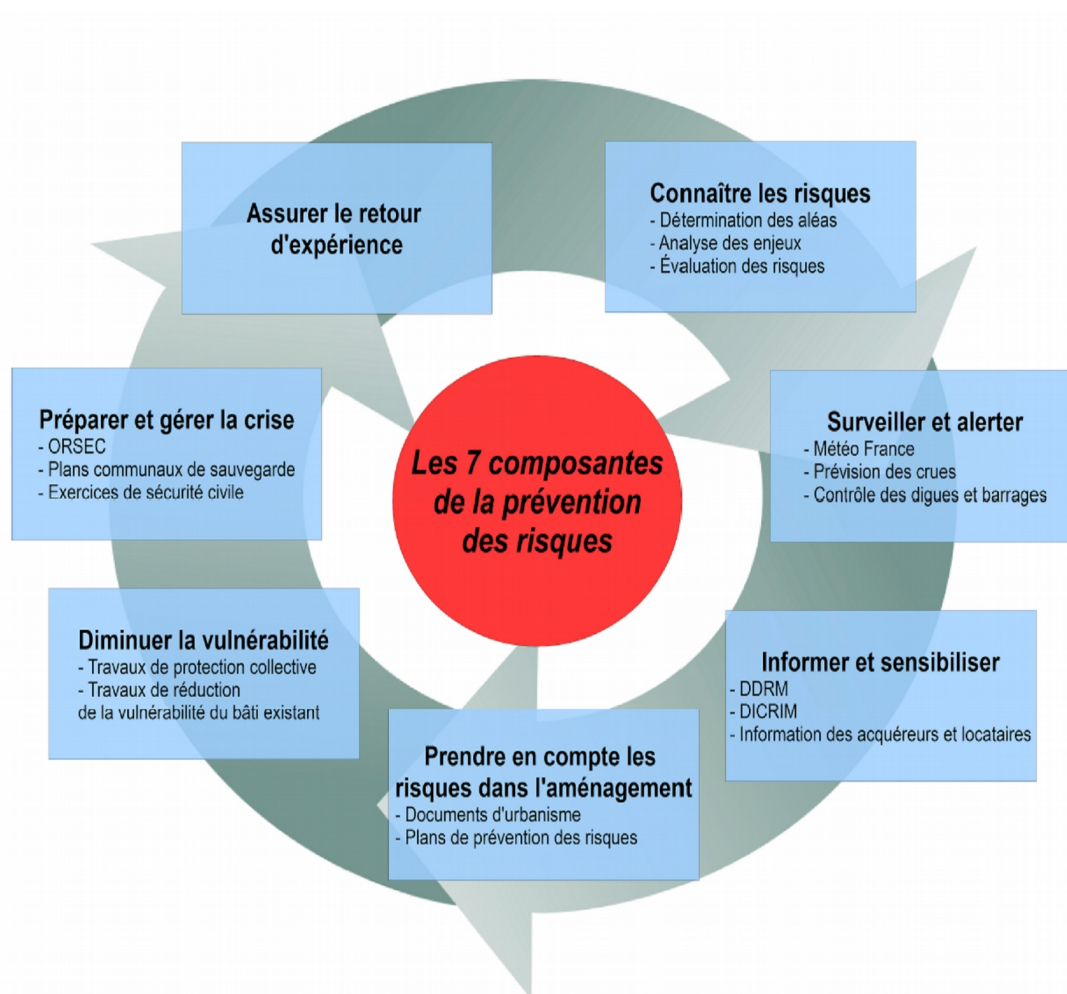 Les 7 composantes
de la prévention
des risques
Connaître les risques
- Détermination des aléas
- Analyse des enjeux
- Évaluation des risques
Surveiller et alerter
- Météo France
- Prévision des crues
- Contrôle des digues et barrages
Informer et sensibiliser
- DDRM
- DICRIM
- Information des acquéreurs et locataires
Prendre en compte les
risques dans l'aménagement
- Documents d'urbanisme
- Plans de prévention des risques
Diminuer la vulnérabilité
- Travaux de protection collective
- Travaux de réduction
de la vulnérabilité du bâti existant
Préparer et gérer la crise
- ORSEC
- Plans communaux de sauvegarde
- Exercices de sécurité civile
Assurer le retour
d'expérience